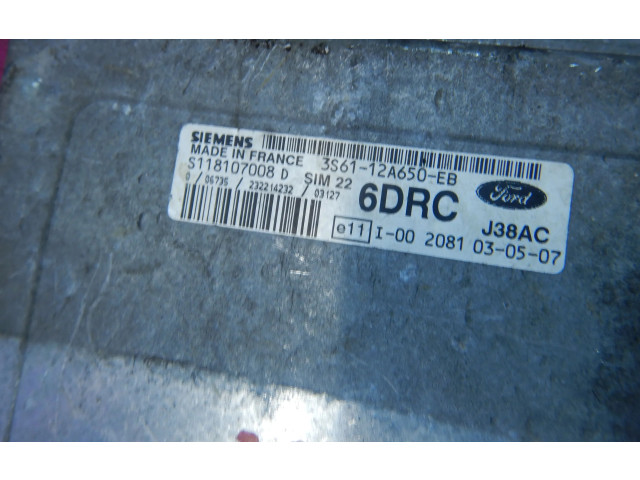 SIEMENS
MADE IN FRANCE 3S61-12A650-EB
S118107008 D SIM 22
0 / 06735 / 232214232 / 03127
6DRC
Ford
J38AC
e11 I-00 2081 03-05-07